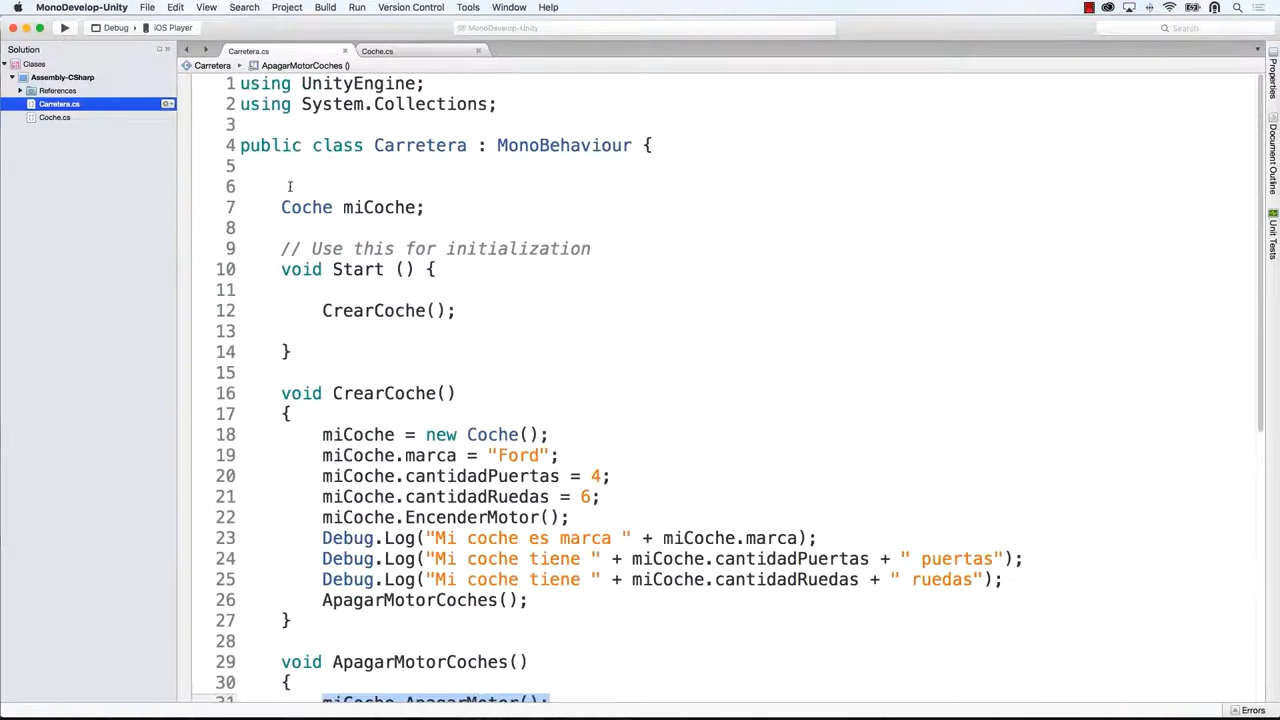 MonoDevelop-Unity File Edit View Search Project Build Run Version Control Tools Window Help
Debug iOS Player MonoDevelop-Unity Search
Solution Carretera.cs Coche.cs
Clases
Carretera ApagarMotorCoches ()
Assembly-CSharp
References
Carretera.cs
Coche.cs
1 using UnityEngine;
2 using System.Collections;
3
4 public class Carretera : MonoBehaviour {
5
6
7 Coche miCoche;
8
9 // Use this for initialization
10 void Start () {
11
12 CrearCoche();
13
14 }
15
16 void CrearCoche()
17 {
18 miCoche = new Coche();
19 miCoche.marca = "Ford";
20 miCoche.cantidadPuertas = 4;
21 miCoche.cantidadRuedas = 6;
22 miCoche.EncenderMotor();
23 Debug.Log("Mi coche es marca " + miCoche.marca);
24 Debug.Log("Mi coche tiene " + miCoche.cantidadPuertas + " puertas");
25 Debug.Log("Mi coche tiene " + miCoche.cantidadRuedas + " ruedas");
26 ApagarMotorCoches();
27 }
28
29 void ApagarMotorCoches()
30 {
31 miCoche.ApagarMotor();
Properties
Document Outline
Unit Tests
Errors